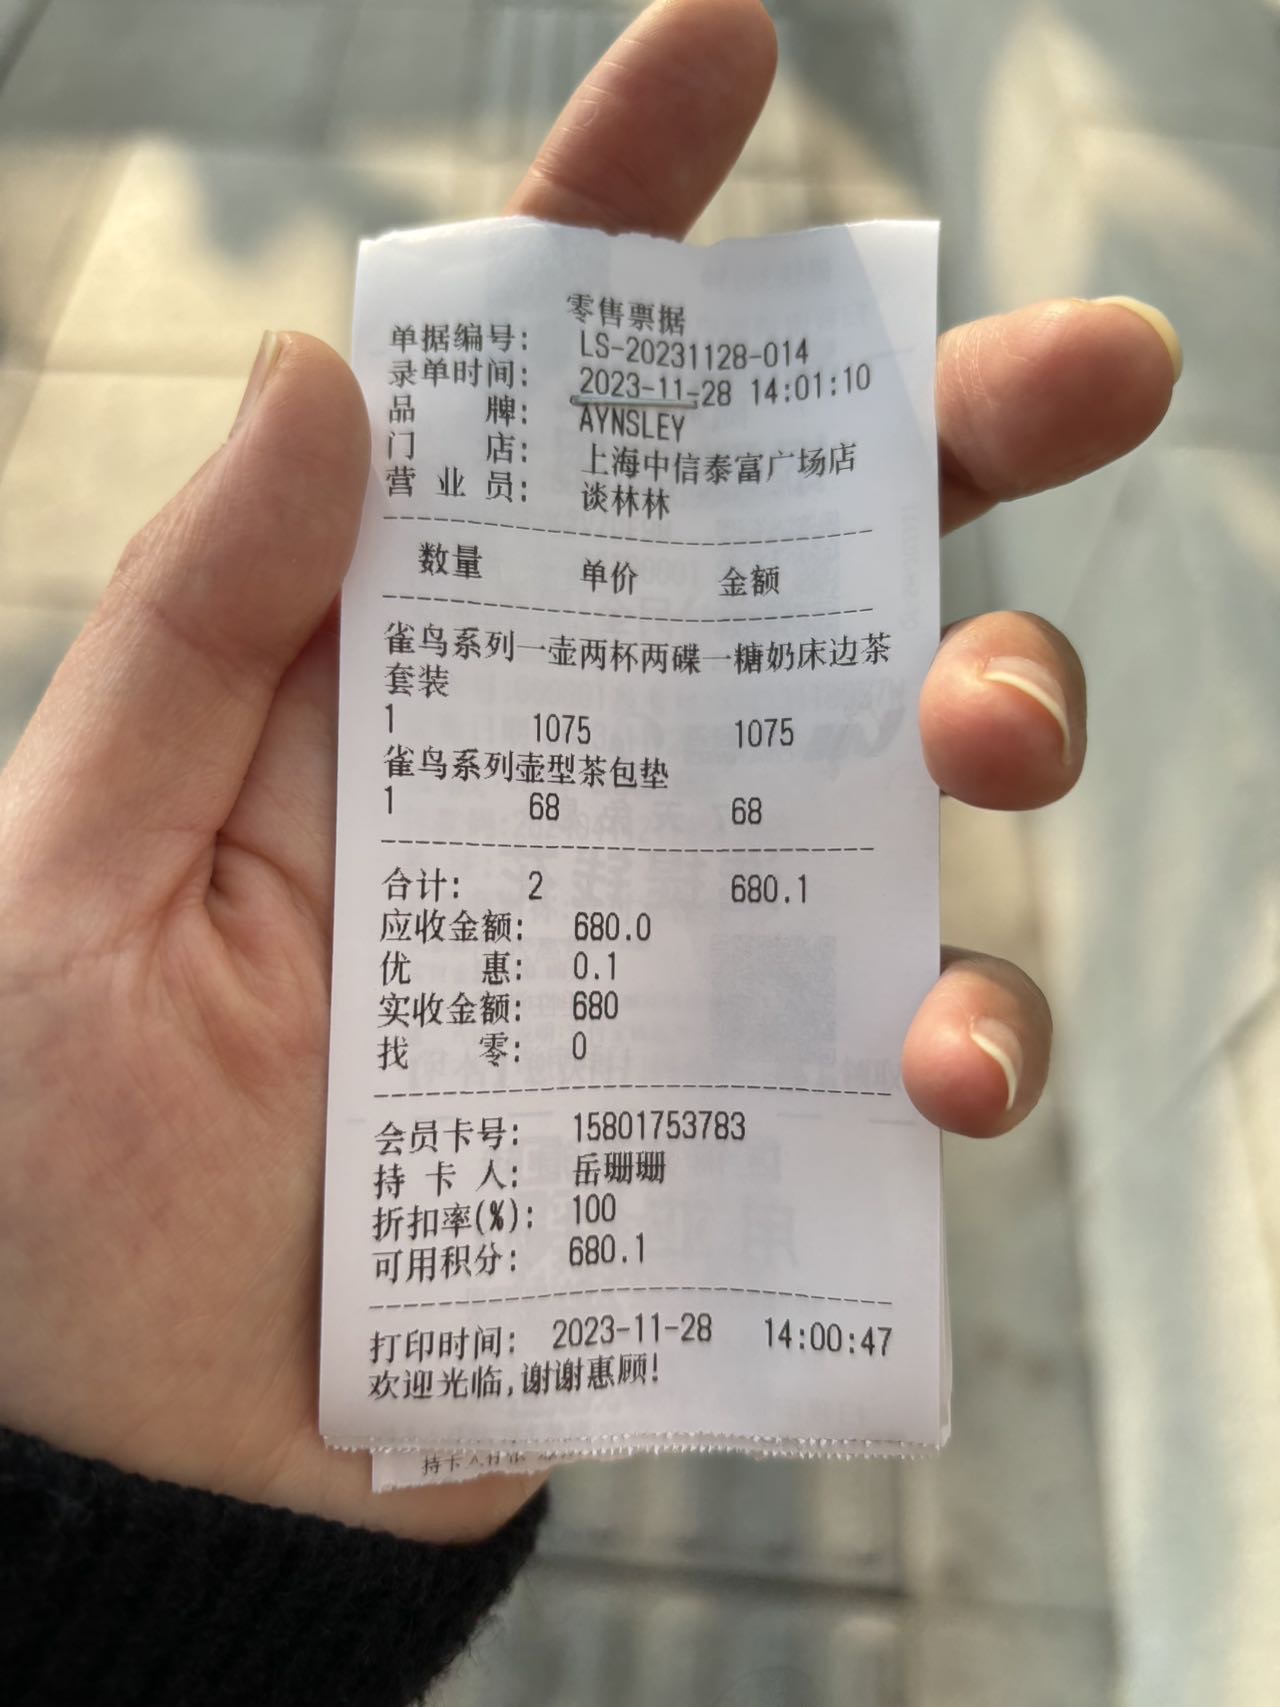 零售票据
单据编号: LS-20231128-014
录单时间: 2023-11-28 14:01:10
品 牌: AYNSLEY
门 店: 上海中信泰富广场店
营 业 员: 谈林林
数量 单价 金额
雀鸟系列一壶两杯两碟一糖奶床边茶
套装
1 1075 1075
雀鸟系列壶型茶包垫
1 68 68
合计: 2 680.1
应收金额: 680.0
优 惠: 0.1
实收金额: 680
找 零: 0
会员卡号: 15801753783
持 卡 人: 岳珊珊
折扣率(%): 100
可用积分: 680.1
打印时间: 2023-11-28 14:00:47
欢迎光临,谢谢惠顾!